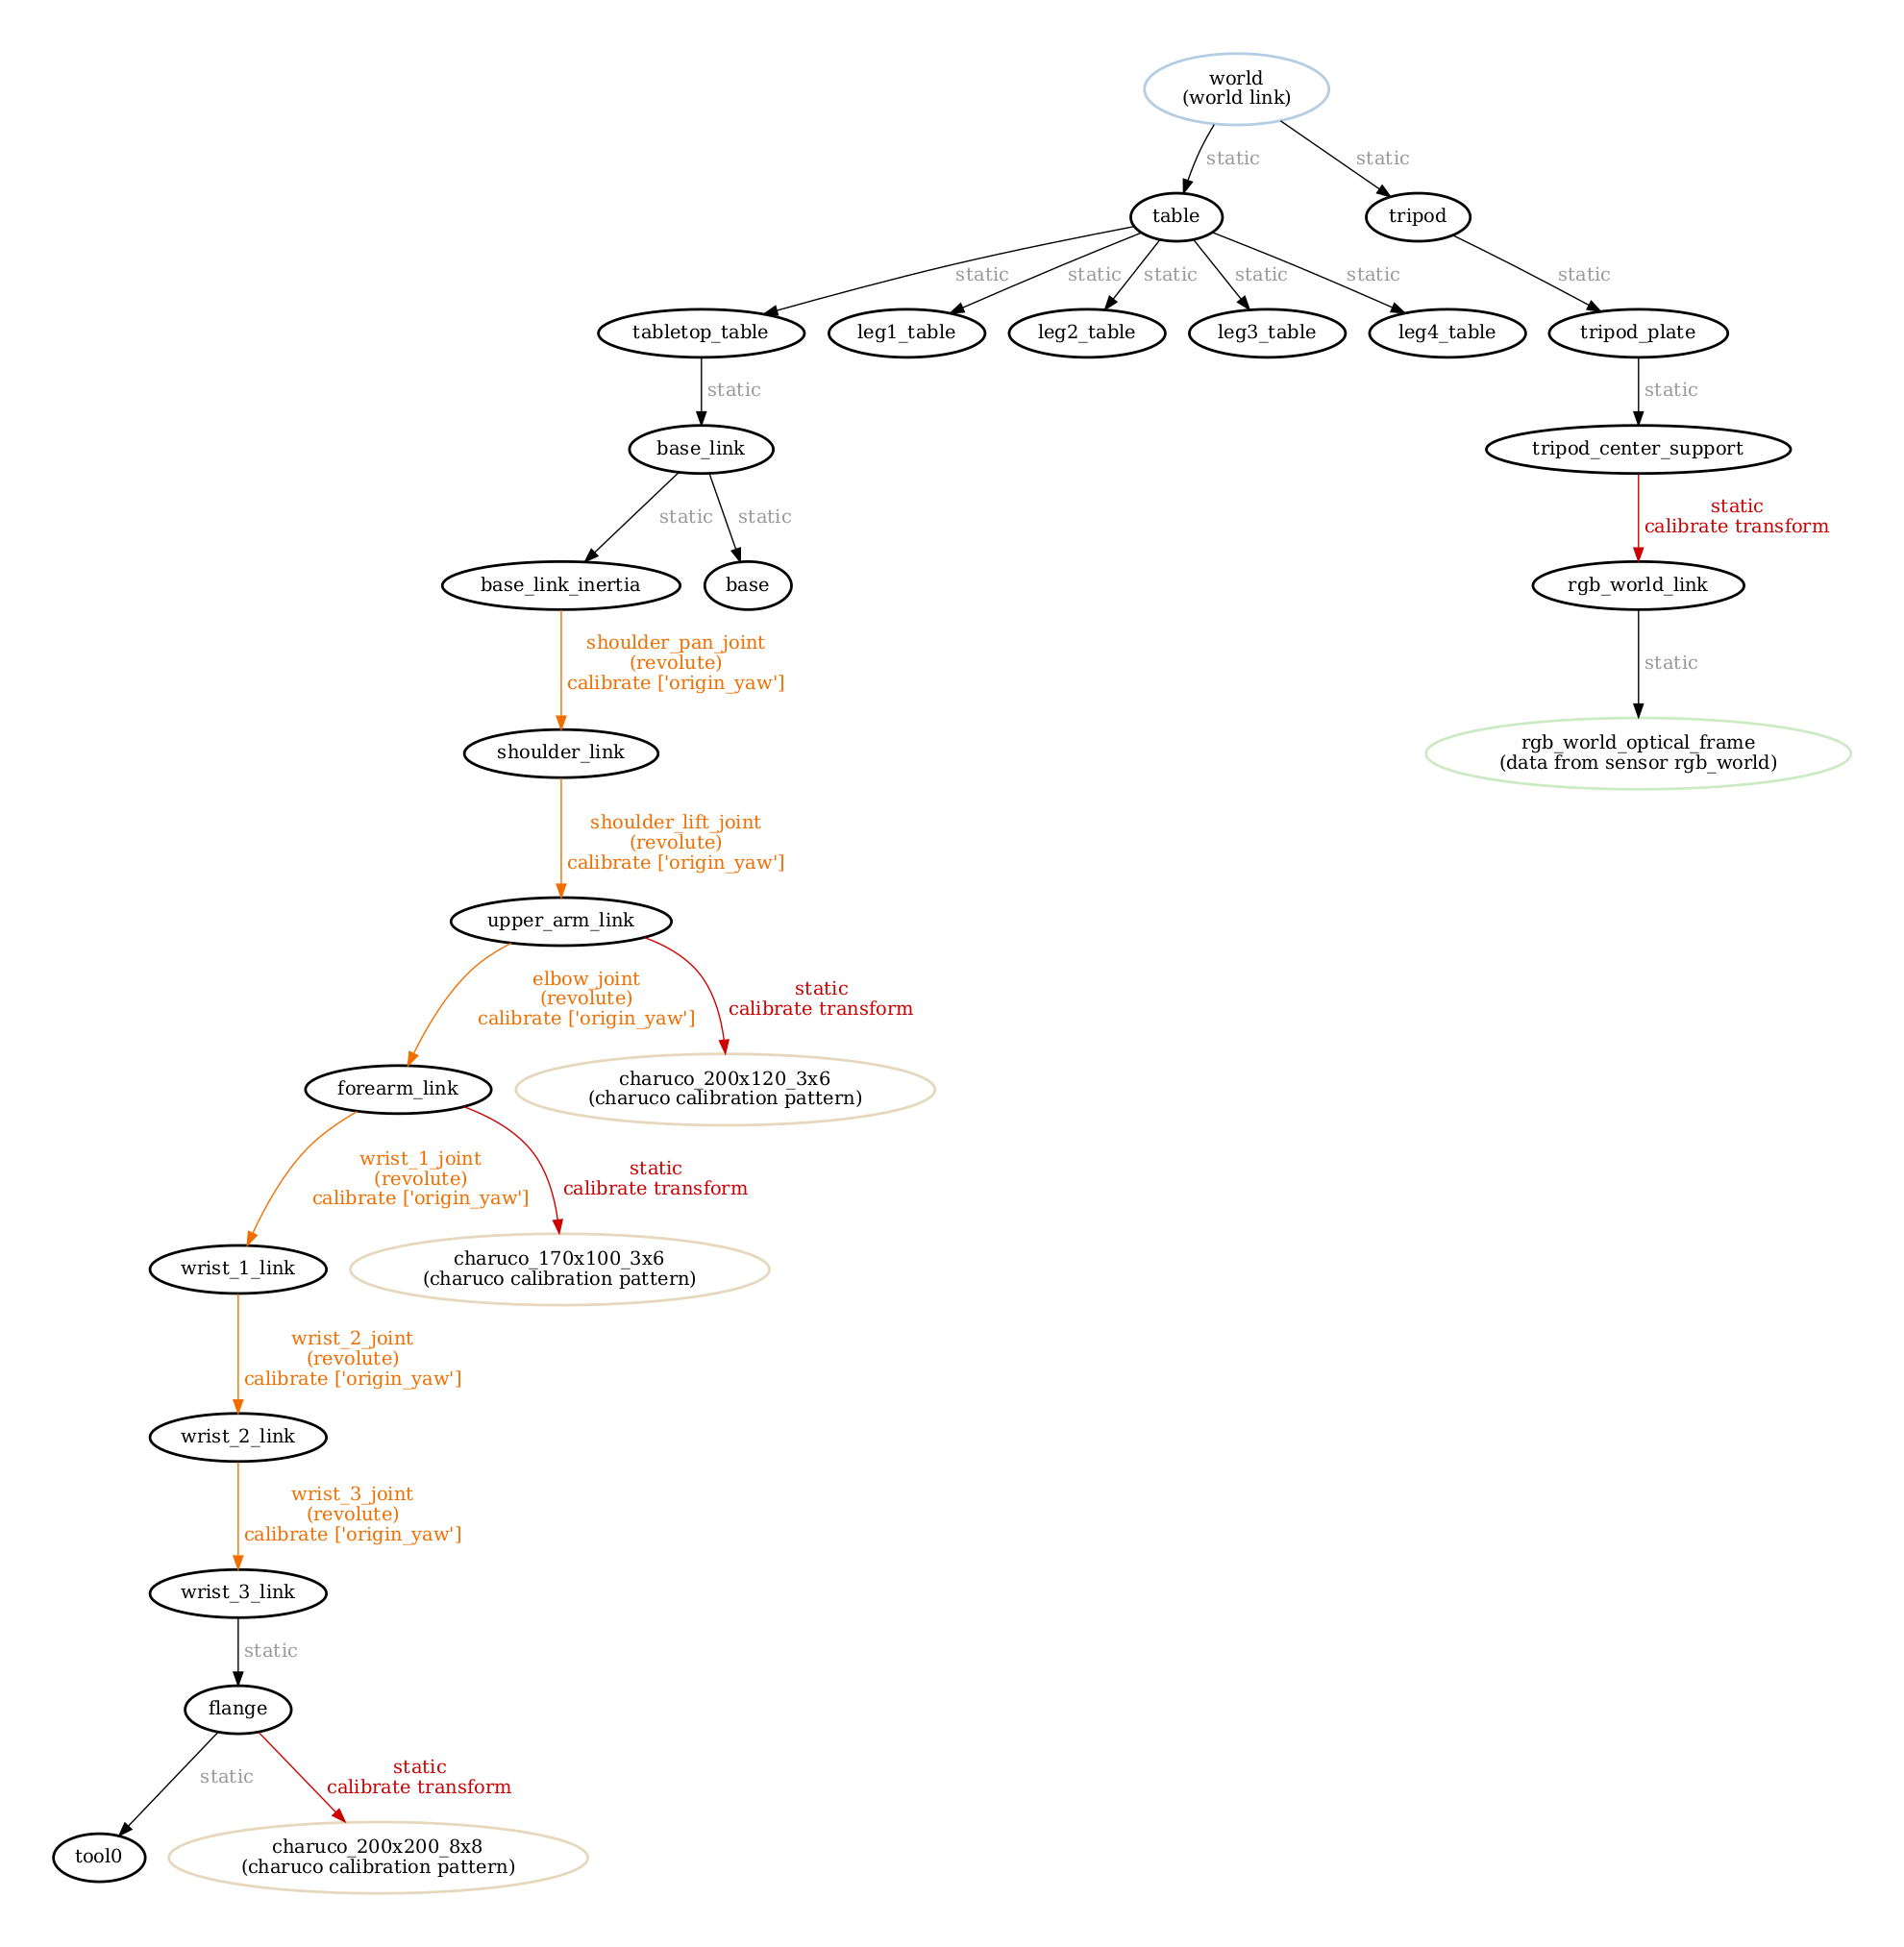 world
(world link)
static
static
table
tripod
static
static
static
static
static
static
tabletop_table
leg1_table
leg2_table
leg3_table
leg4_table
tripod_plate
static
static
base_link
tripod_center_support
static
static
static
calibrate transform
base_link_inertia
base
rgb_world_link
shoulder_pan_joint
(revolute)
calibrate ['origin_yaw']
static
shoulder_link
rgb_world_optical_frame
(data from sensor rgb_world)
shoulder_lift_joint
(revolute)
calibrate ['origin_yaw']
upper_arm_link
elbow_joint
(revolute)
calibrate ['origin_yaw']
static
calibrate transform
forearm_link
charuco_200x120_3x6
(charuco calibration pattern)
wrist_1_joint
(revolute)
calibrate ['origin_yaw']
static
calibrate transform
wrist_1_link
charuco_170x100_3x6
(charuco calibration pattern)
wrist_2_joint
(revolute)
calibrate ['origin_yaw']
wrist_2_link
wrist_3_joint
(revolute)
calibrate ['origin_yaw']
wrist_3_link
static
flange
static
static
calibrate transform
tool0
charuco_200x200_8x8
(charuco calibration pattern)